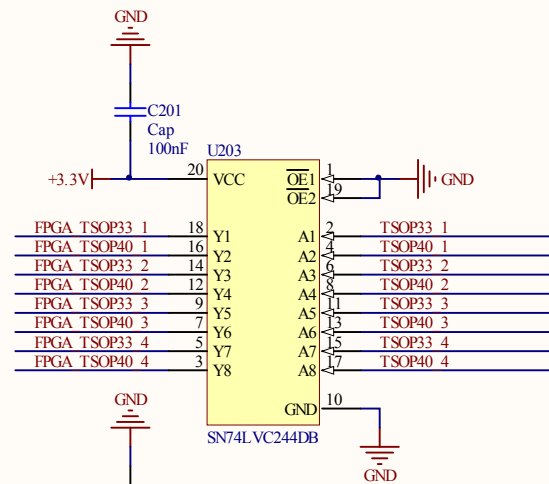 GND
C201
Cap
100nF
U203
+3.3V 20 VCC OE1 1 GND
OE2 19
FPGA_TSOP33_1 18 Y1 A1 2 TSOP33_1
FPGA_TSOP40_1 16 Y2 A2 4 TSOP40_1
FPGA_TSOP33_2 14 Y3 A3 6 TSOP33_2
FPGA_TSOP40_2 12 Y4 A4 8 TSOP40_2
FPGA_TSOP33_3 9 Y5 A5 11 TSOP33_3
FPGA_TSOP40_3 7 Y6 A6 13 TSOP40_3
FPGA_TSOP33_4 5 Y7 A7 15 TSOP33_4
FPGA_TSOP40_4 3 Y8 A8 17 TSOP40_4
GND GND 10
SN74LVC244DB
GND